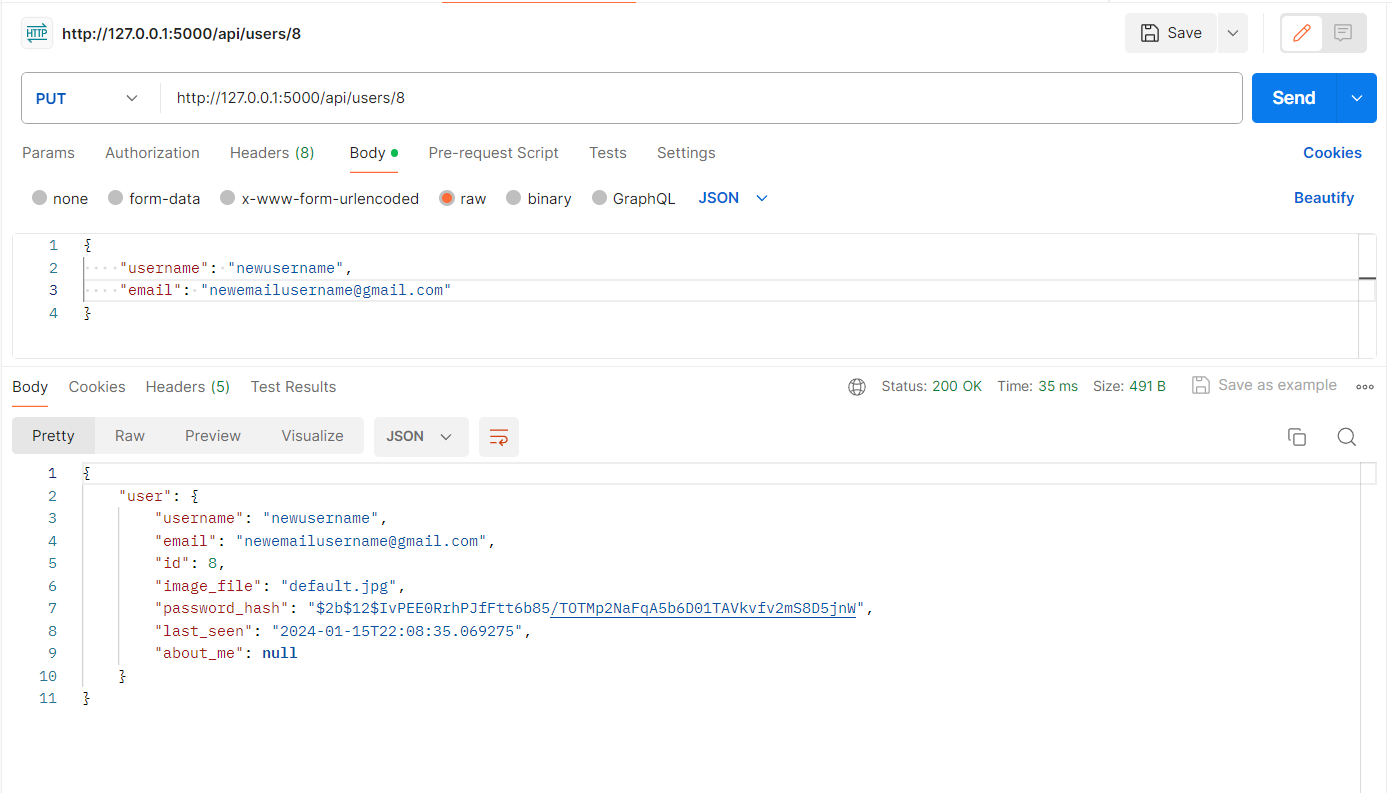 HTTP http://127.0.0.1:5000/api/users/8 Save
PUT http://127.0.0.1:5000/api/users/8 Send
Params Authorization Headers (8) Body Pre-request Script Tests Settings Cookies
none form-data x-www-form-urlencoded raw binary GraphQL JSON Beautify
1 {
2 ····"username":·"newusername",
3 ····"email":·"newemailusername@gmail.com"
4 }
Body Cookies Headers (5) Test Results Status: 200 OK Time: 35 ms Size: 491 B Save as example
Pretty Raw Preview Visualize JSON
1 {
2 "user": {
3 "username": "newusername",
4 "email": "newemailusername@gmail.com",
5 "id": 8,
6 "image_file": "default.jpg",
7 "password_hash": "$2b$12$IvPEE0RrhPJfFtt6b85/TOTMp2NaFqA5b6D01TAVkvfv2mS8D5jnW",
8 "last_seen": "2024-01-15T22:08:35.069275",
9 "about_me": null
10 }
11 }